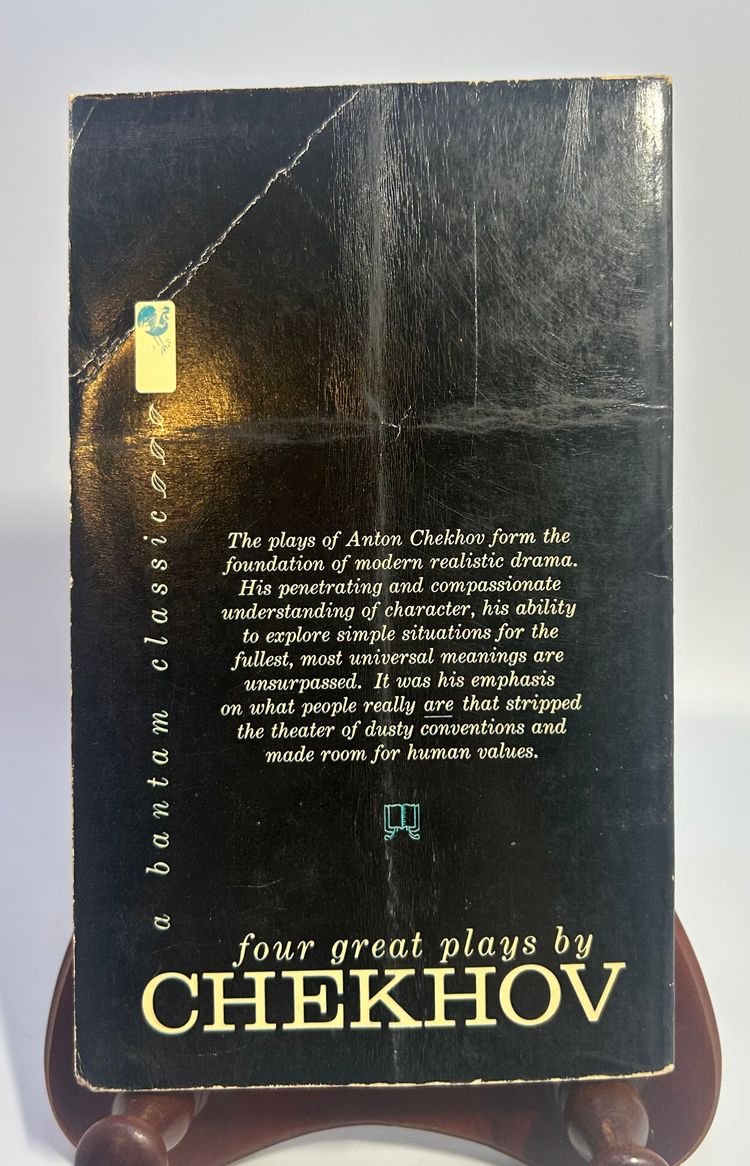 a bantam classic
The plays of Anton Chekhov form the
foundation of modern realistic drama.
His penetrating and compassionate
understanding of character, his ability
to explore simple situations for the
fullest, most universal meanings are
unsurpassed. It was his emphasis
on what people really are that stripped
the theater of dusty conventions and
made room for human values.
four great plays by
CHEKHOV